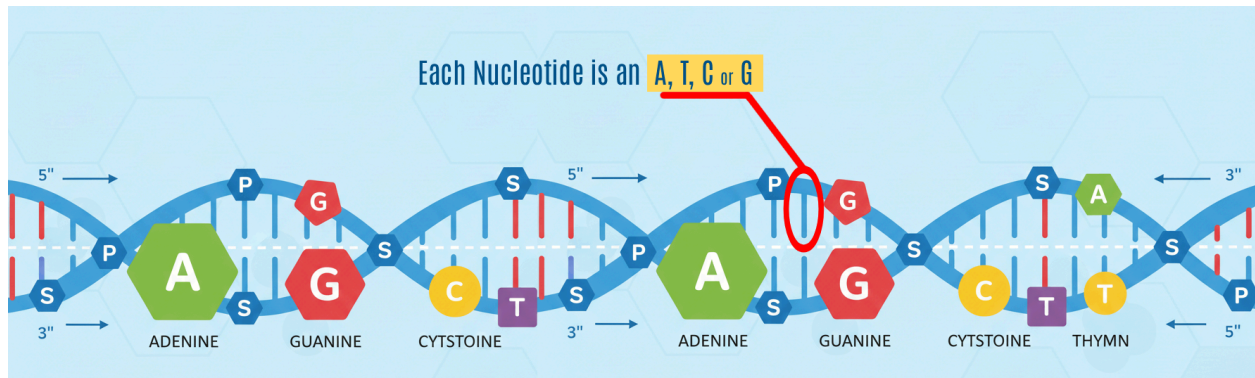 Each Nucleotide is an A, T, C or G
5" S 5" S 3"
P P A
G G
P A S P A S S
S G C S G C T P
S T S S T
3" 3" 5"
ADENINE GUANINE CYTSTOINE ADENINE GUANINE CYTSTOINE THYMN